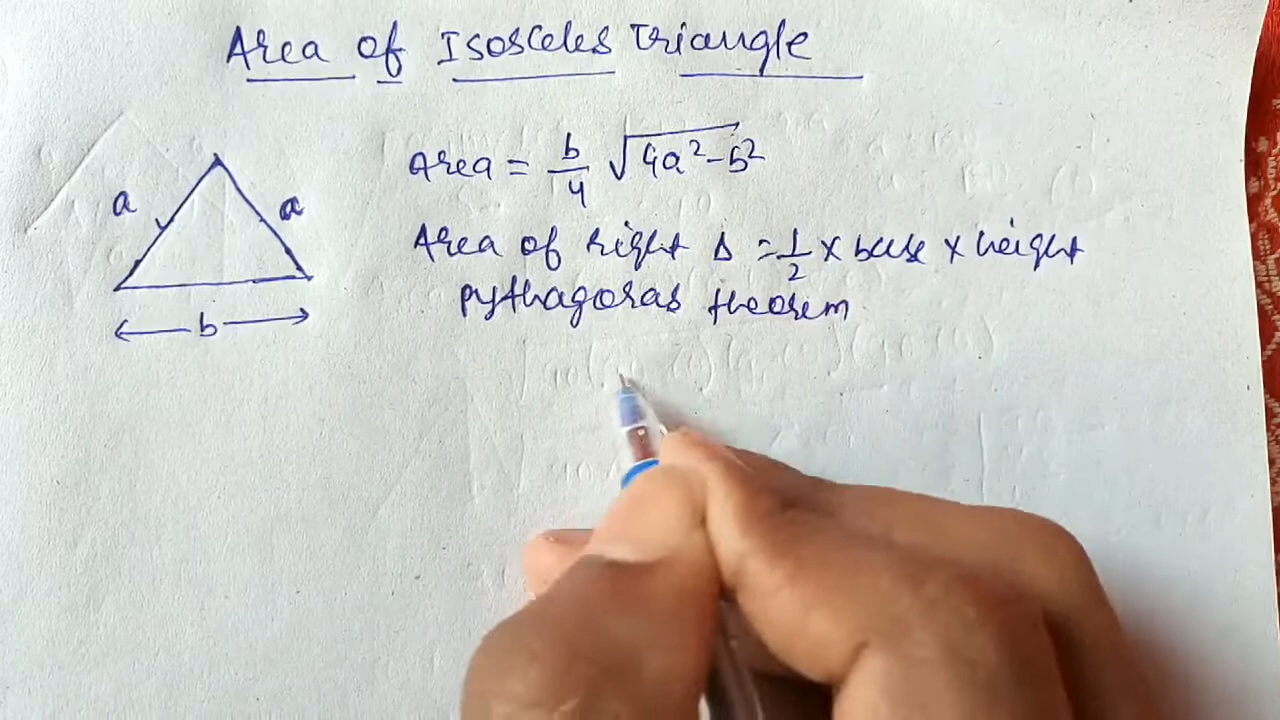 Area of Isosceles Triangle
a
a
b
Area = b/4 √4a²-b²
Area of right Δ = 1/2 × base × height
pythagoras theorem